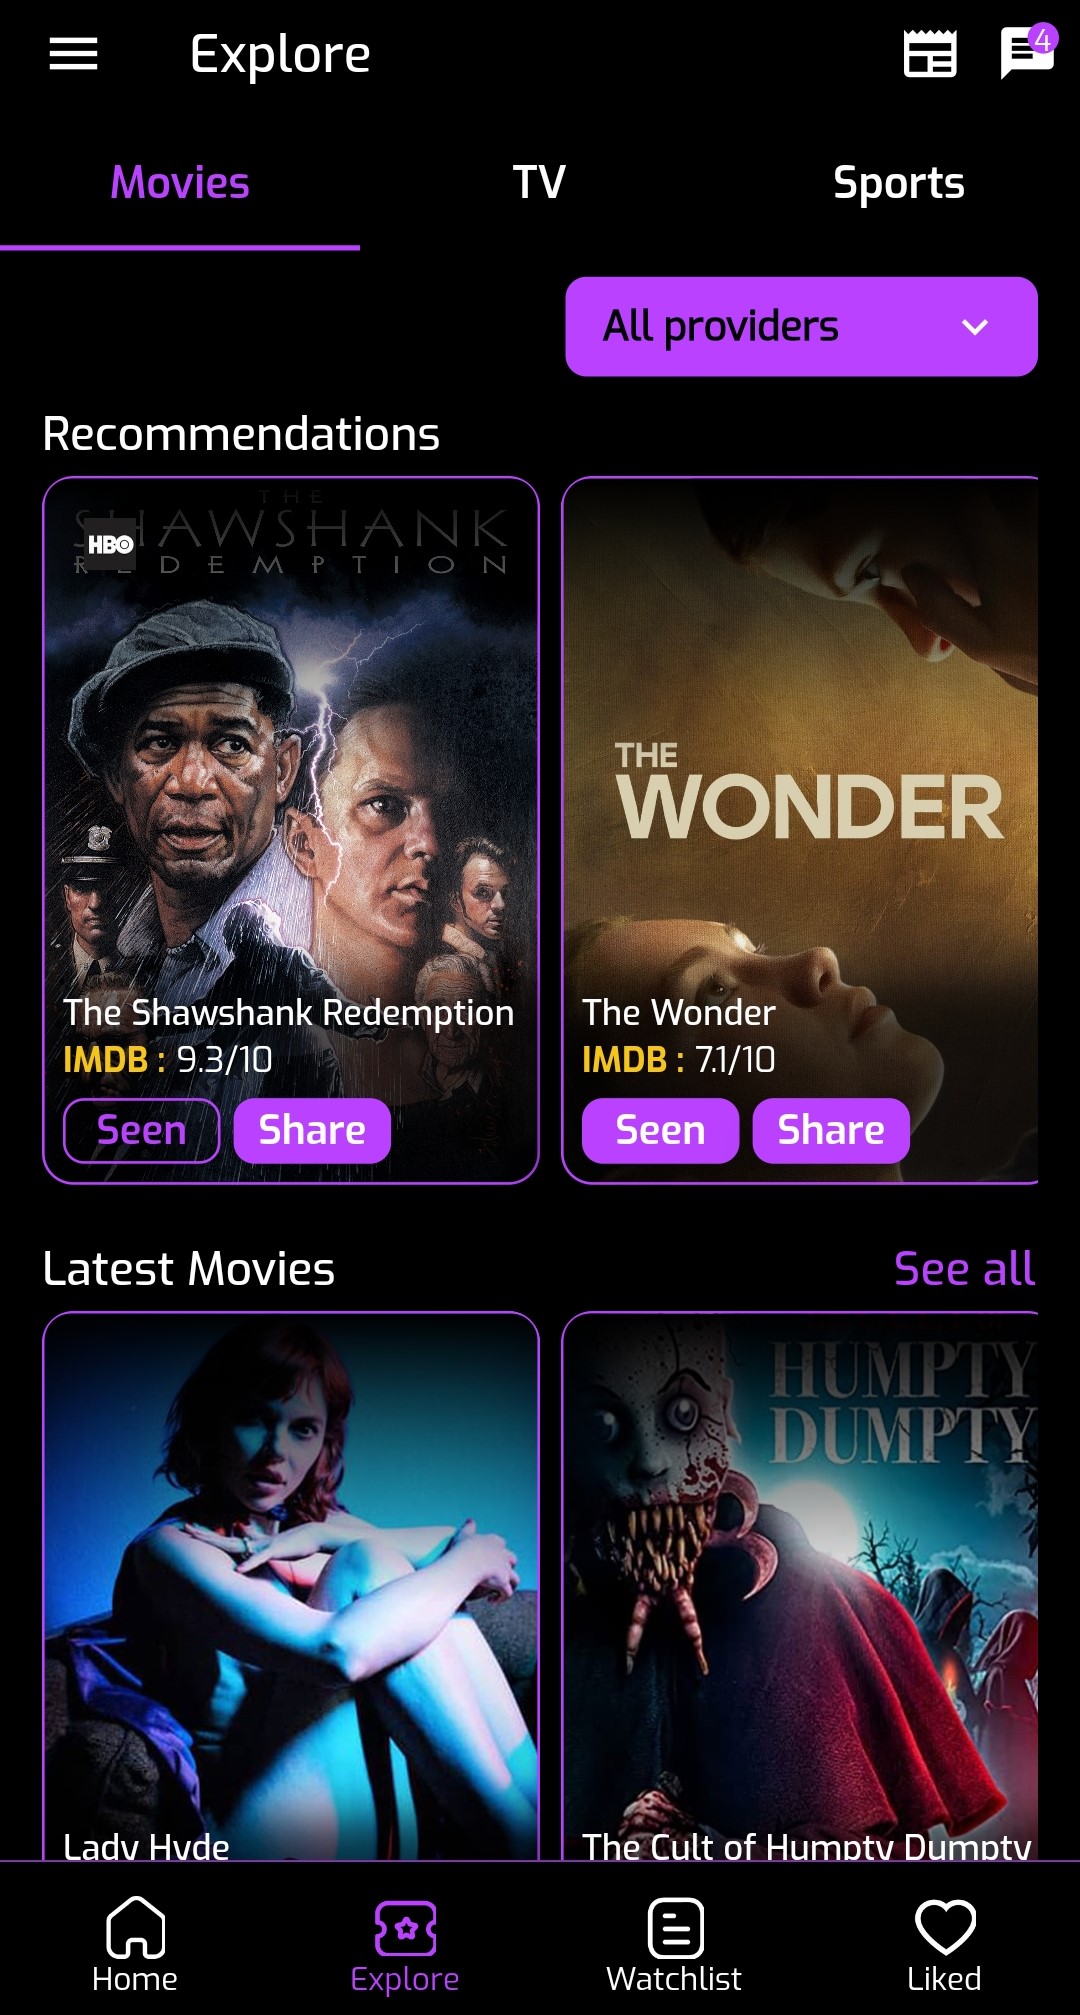 Explore
4
Movies
TV
Sports
All providers
Recommendations
THE
SHAWSHANK
REDEMPTION
HBO
THE
WONDER
The Shawshank Redemption
IMDB : 9.3/10
Seen
Share
The Wonder
IMDB : 7.1/10
Seen
Share
Latest Movies
See all
HUMPTY
DUMPTY
Lady Hyde
The Cult of Humpty Dumpty
Home
Explore
Watchlist
Liked